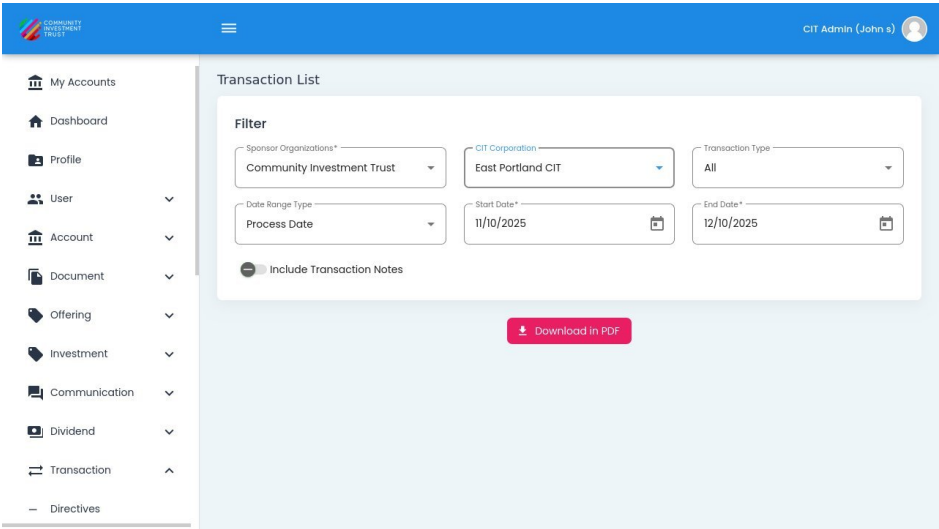 COMMUNITY
INVESTMENT
TRUST
CIT Admin (John s)
My Accounts
Dashboard
Profile
User
Account
Document
Offering
Investment
Communication
Dividend
Transaction
– Directives
Transaction List
Filter
Sponsor Organizations*
Community Investment Trust
CIT Corporation
East Portland CIT
Transaction Type
All
Date Range Type
Process Date
Start Date*
11/10/2025
End Date*
12/10/2025
Include Transaction Notes
Download in PDF